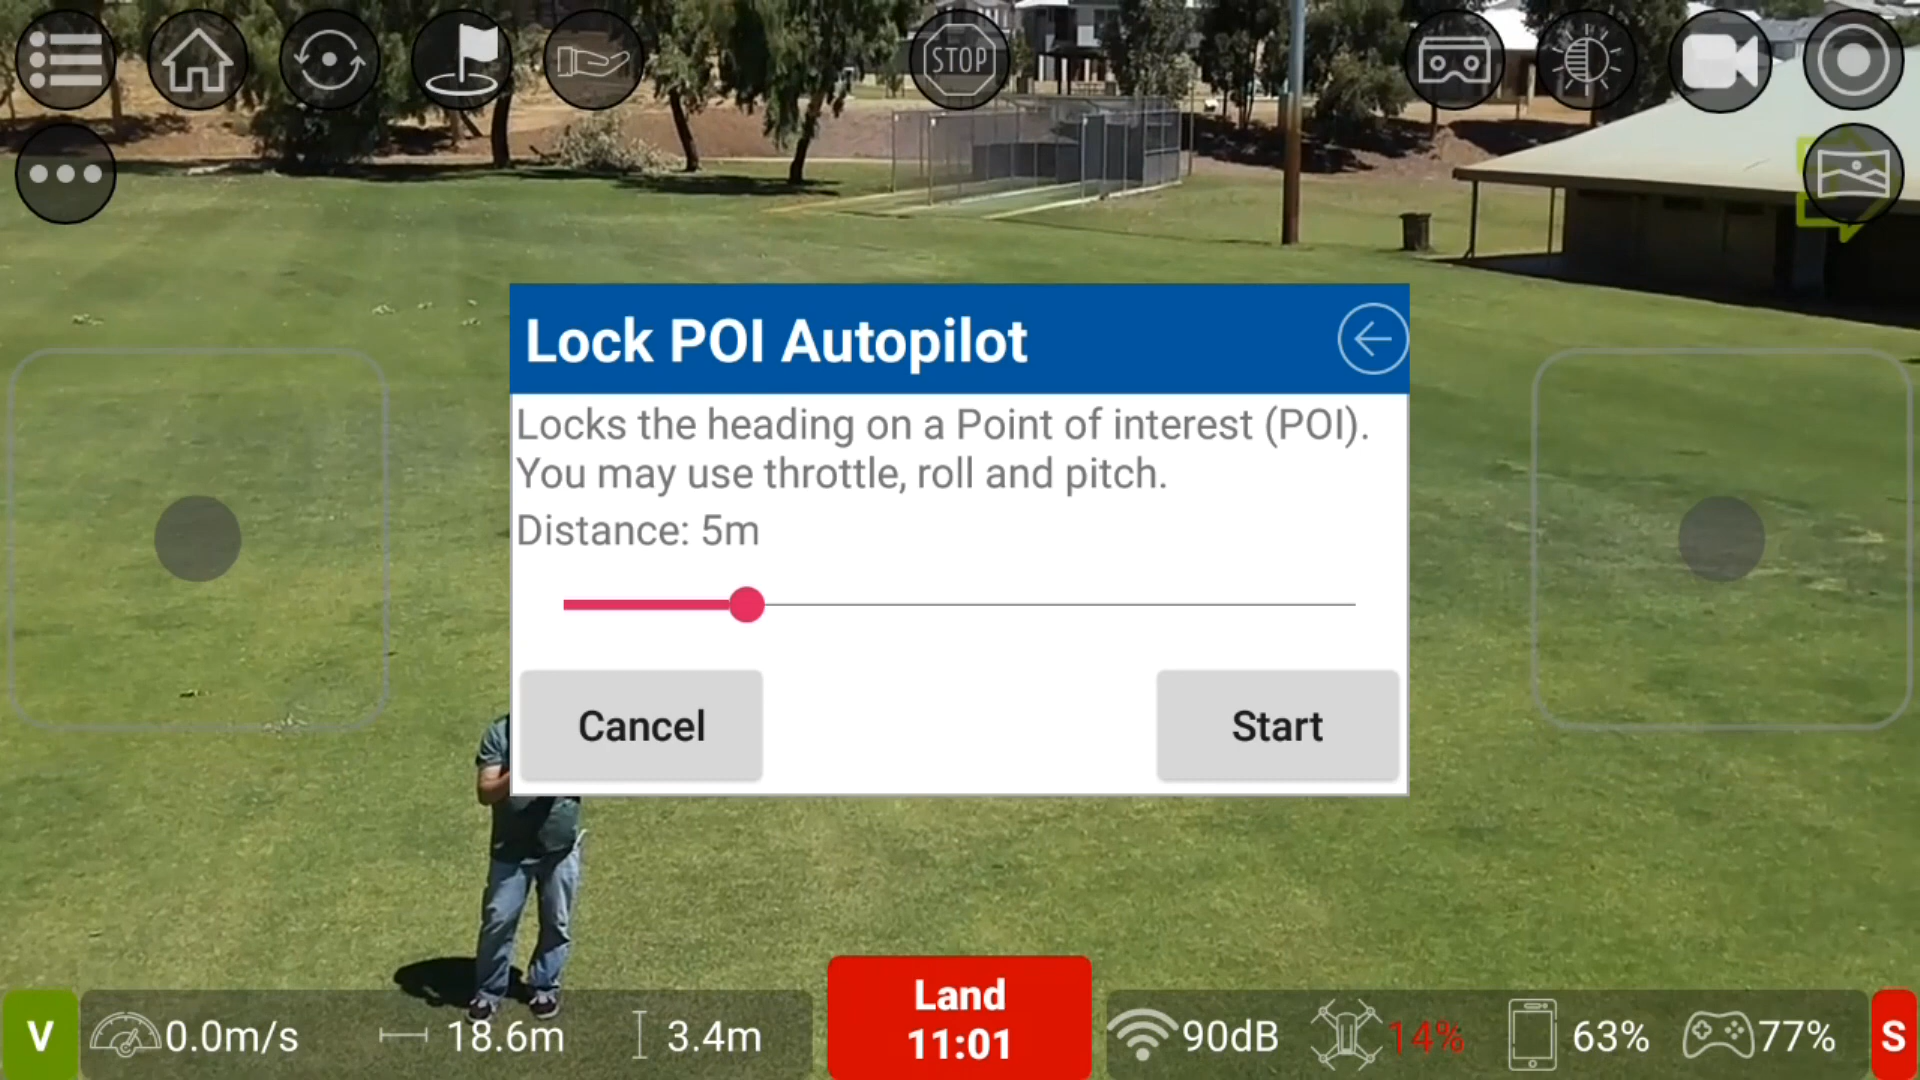 STOP
Lock POI Autopilot
Locks the heading on a Point of interest (POI).
You may use throttle, roll and pitch.
Distance: 5m
Cancel
Start
V
0.0m/s
18.6m
3.4m
Land
11:01
90dB
14%
63%
77%
S